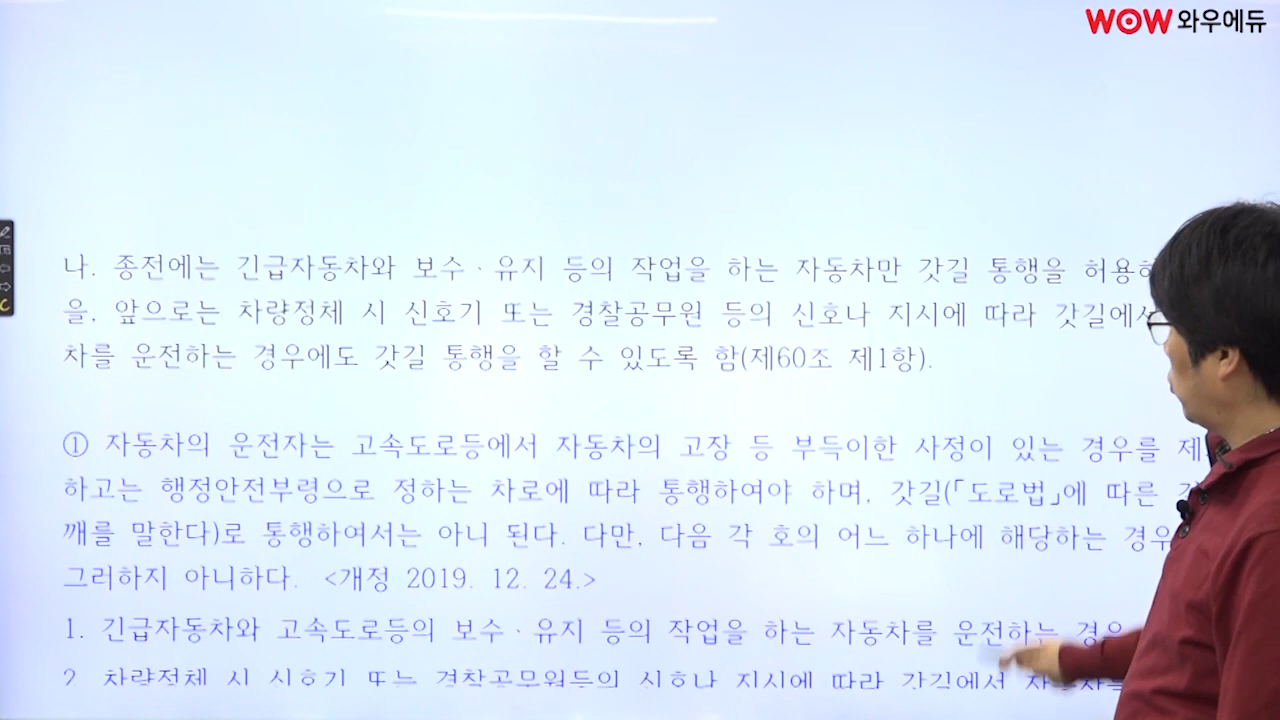 WOW 와우에듀
나. 종전에는 긴급자동차와 보수·유지 등의 작업을 하는 자동차만 갓길 통행을
을, 앞으로는 차량정체 시 신호기 또는 경찰공무원 등의 신호나 지시에 따라 갓길에서
차를 운전하는 경우에도 갓길 통행을 할 수 있도록 함(제60조 제1항).
① 자동차의 운전자는 고속도로등에서 자동차의 고장 등 부득이한 사정이 있는 경우를
하고는 행정안전부령으로 정하는 차로에 따라 통행하여야 하며, 갓길(「도로법」에 따른
깨를 말한다)로 통행하여서는 아니 된다. 다만, 다음 각 호의 어느 하나에 해당하는
그러하지 아니하다. <개정 2019. 12. 24.>
1. 긴급자동차와 고속도로등의 보수·유지 등의 작업을 하는 자동차를 운전하는
2. 차량정체 시 신호기 또는 경찰공무원등의 신호나 지시에 따라 갓길에서